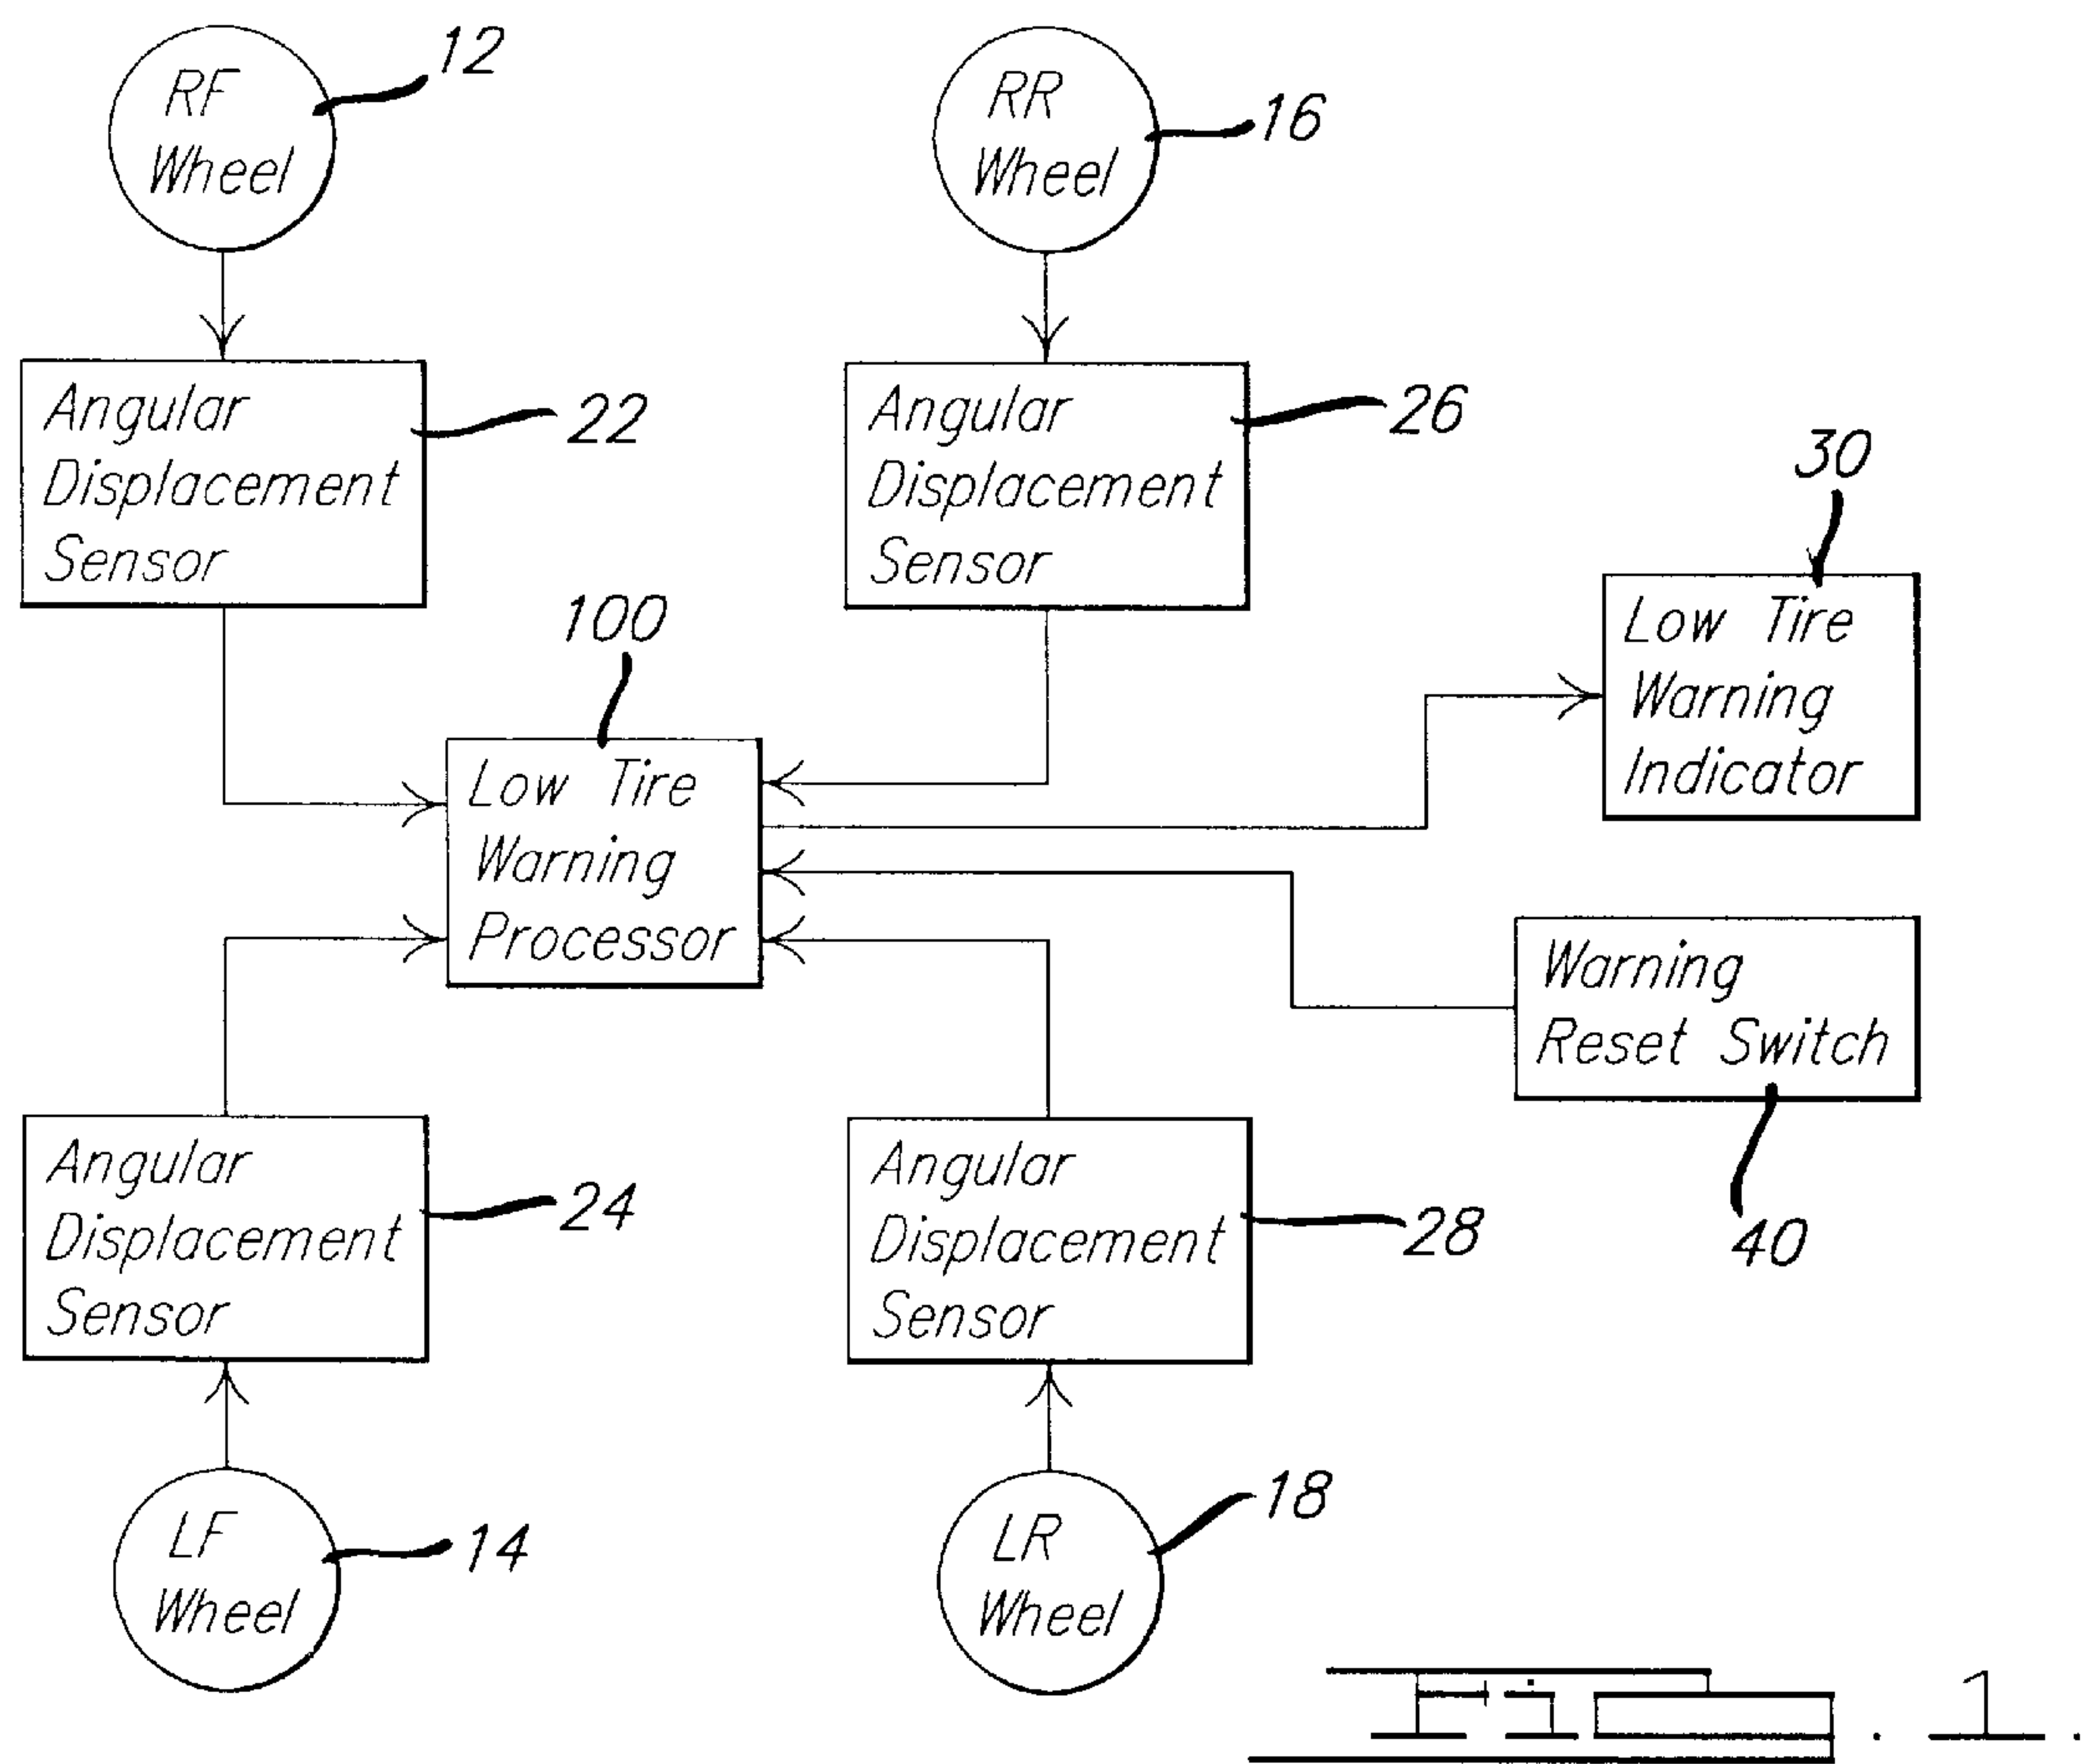 RF
Wheel
12
RR
Wheel
16
Angular
Displacement
Sensor
22
Angular
Displacement
Sensor
26
30
Low Tire
Warning
Indicator
100
Low Tire
Warning
Processor
Warning
Reset Switch
40
Angular
Displacement
Sensor
24
Angular
Displacement
Sensor
28
LF
Wheel
14
LR
Wheel
18
Fig. 1.